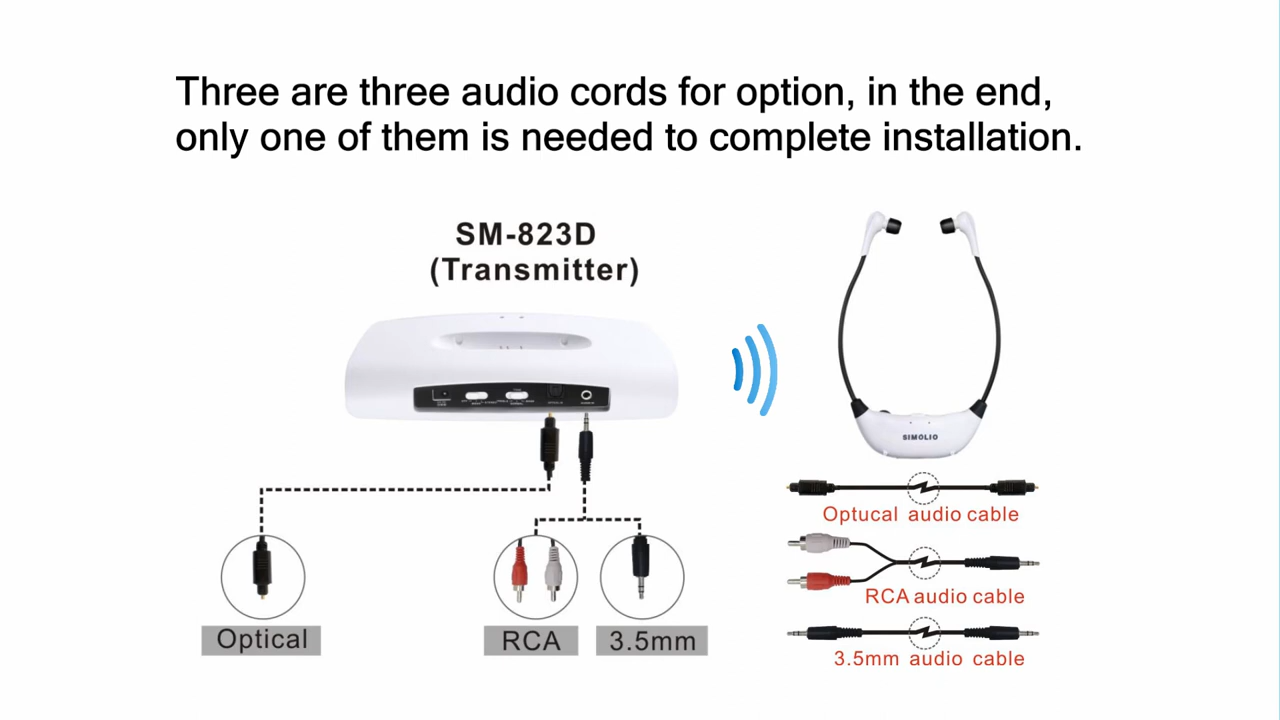 Three are three audio cords for option, in the end,
only one of them is needed to complete installation.
SM-823D
(Transmitter)
SIMOLIO
Optucal audio cable
RCA audio cable
3.5mm audio cable
Optical
RCA
3.5mm